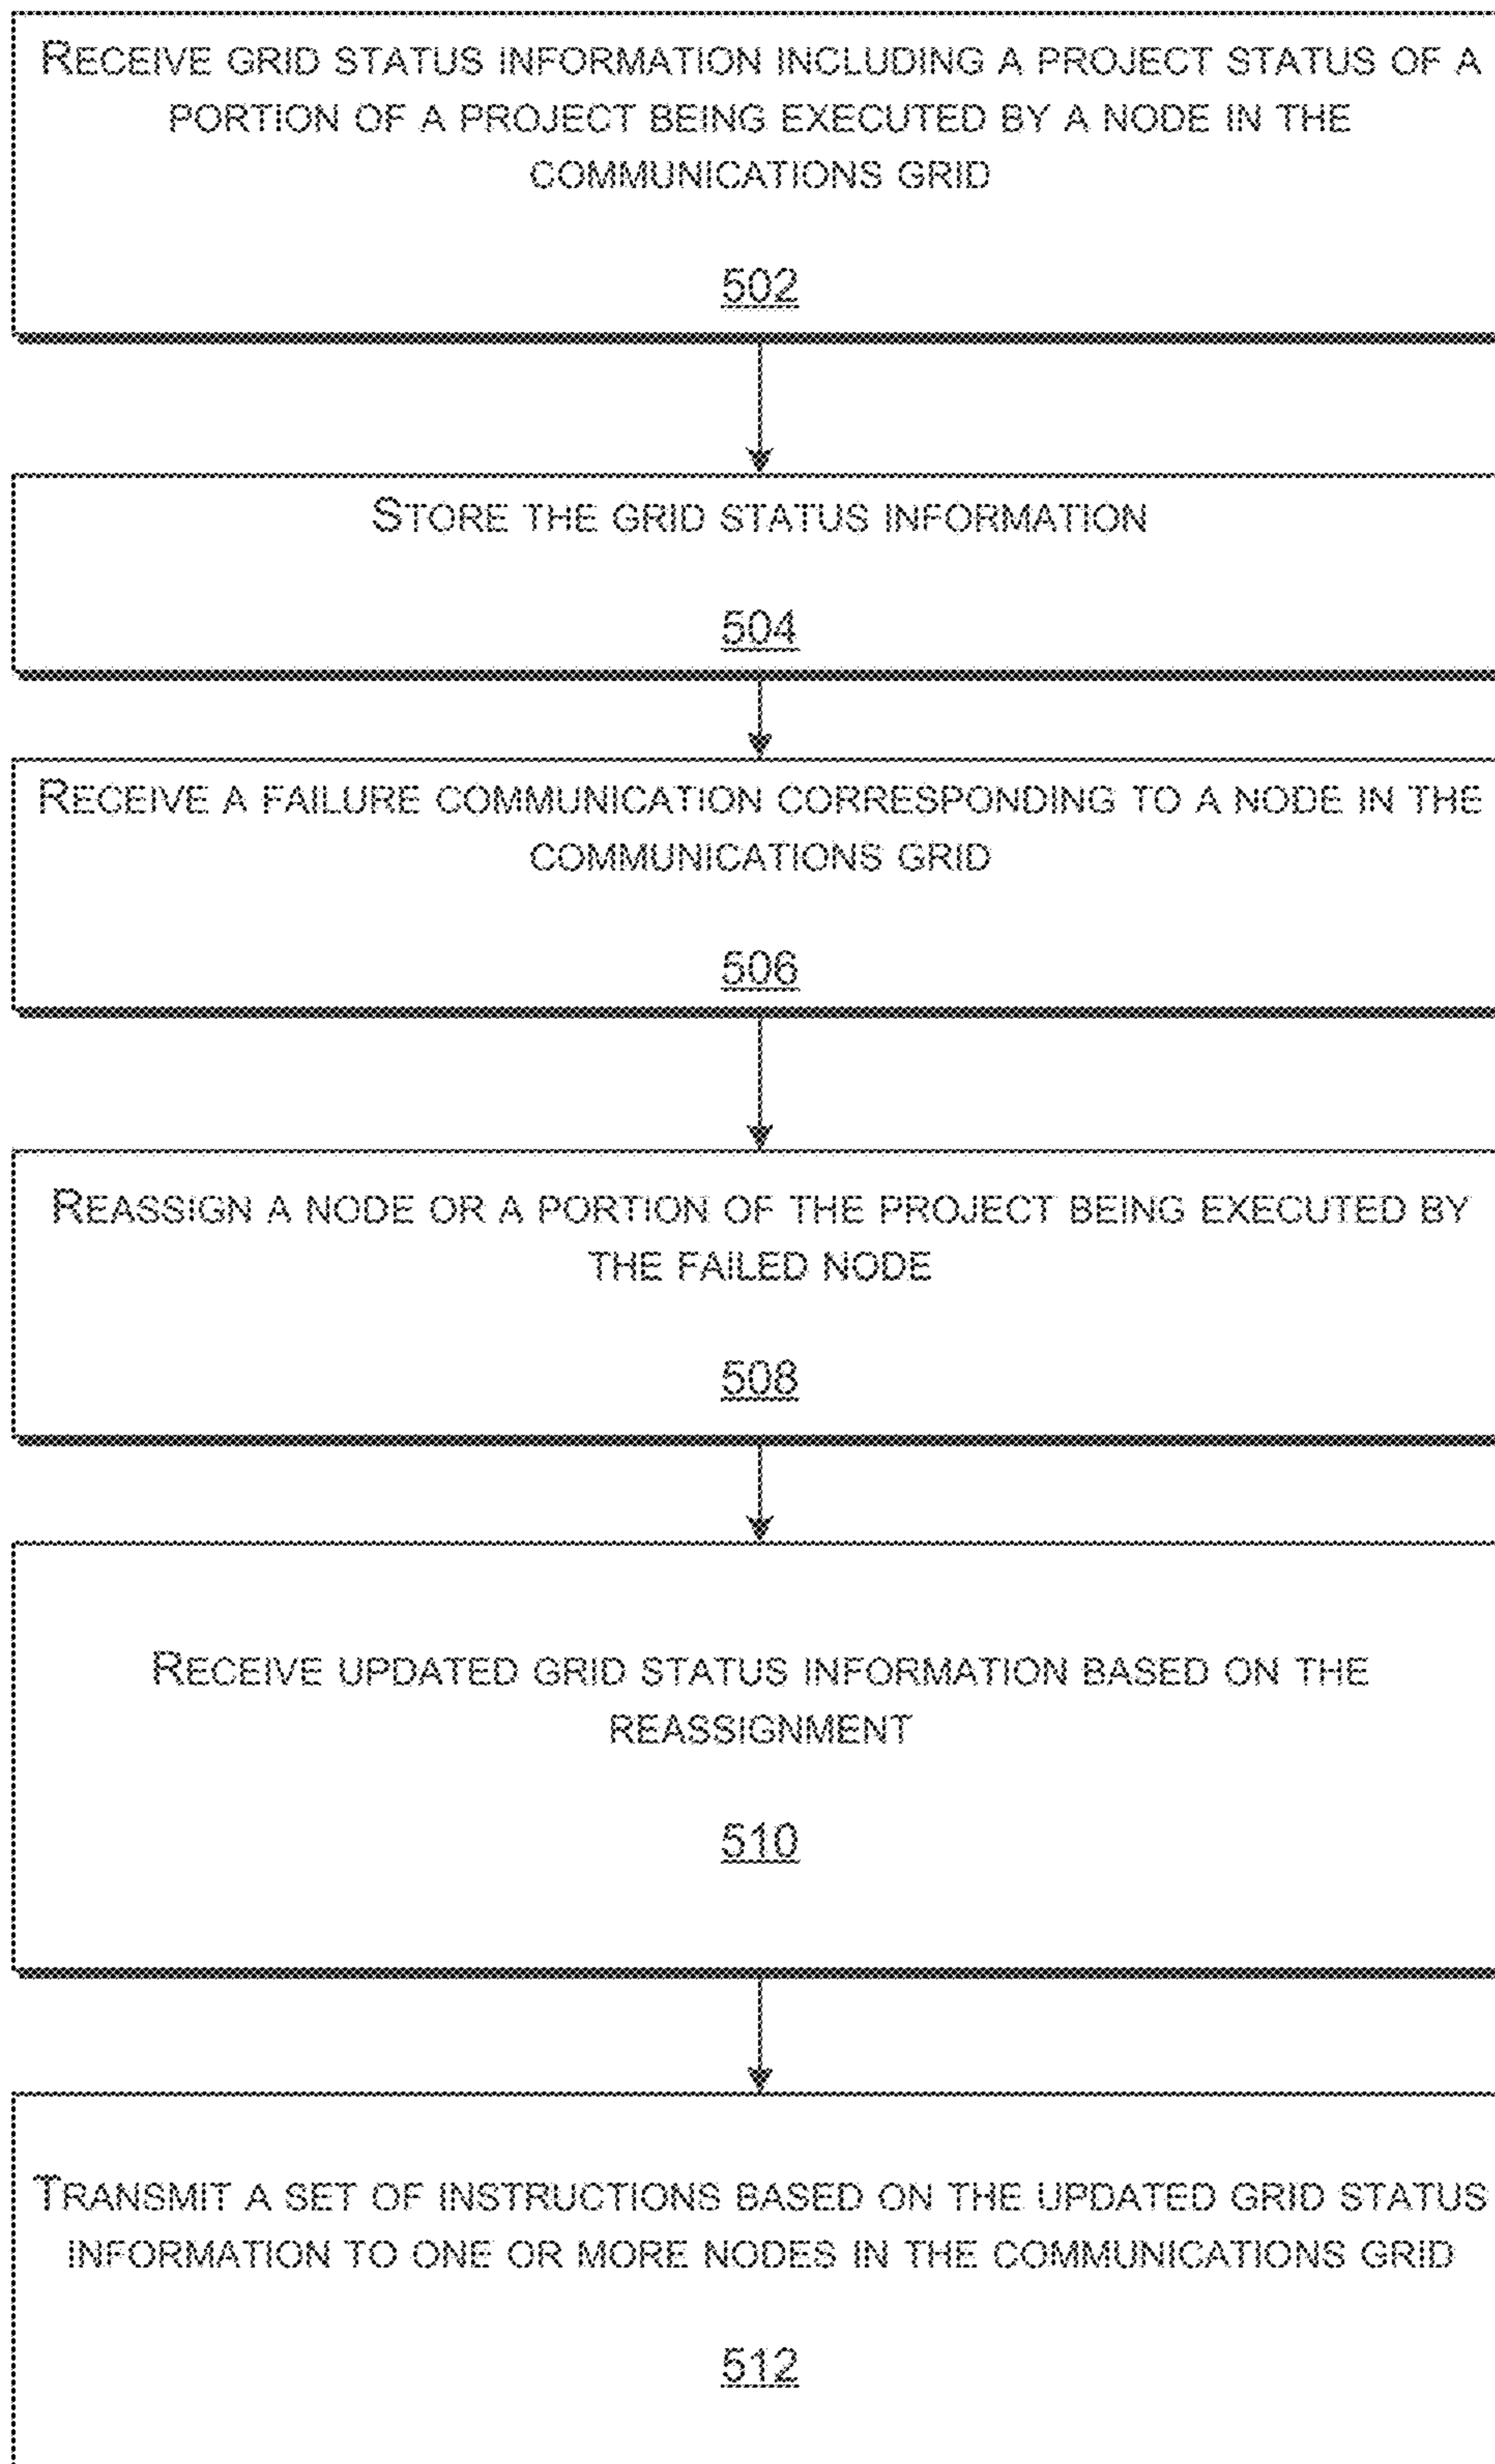 RECEIVE GRID STATUS INFORMATION INCLUDING A PROJECT STATUS OF A
PORTION OF A PROJECT BEING EXECUTED BY A NODE IN THE
COMMUNICATIONS GRID
502
STORE THE GRID STATUS INFORMATION
504
RECEIVE A FAILURE COMMUNICATION CORRESPONDING TO A NODE IN THE
COMMUNICATIONS GRID
506
REASSIGN A NODE OR A PORTION OF THE PROJECT BEING EXECUTED BY
THE FAILED NODE
508
RECEIVE UPDATED GRID STATUS INFORMATION BASED ON THE
REASSIGNMENT
510
TRANSMIT A SET OF INSTRUCTIONS BASED ON THE UPDATED GRID STATUS
INFORMATION TO ONE OR MORE NODES IN THE COMMUNICATIONS GRID
512